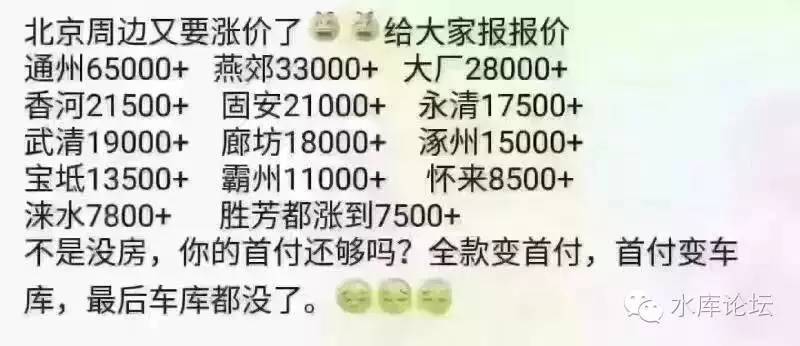 北京周边又要涨价了 给大家报报价
通州65000+ 燕郊33000+ 大厂28000+
香河21500+ 固安21000+ 永清17500+
武清19000+ 廊坊18000+ 涿州15000+
宝坻13500+ 霸州11000+ 怀来8500+
涞水7800+ 胜芳都涨到7500+
不是没房，你的首付还够吗？全款变首付，首付变车
库，最后车库都没了。
水库论坛